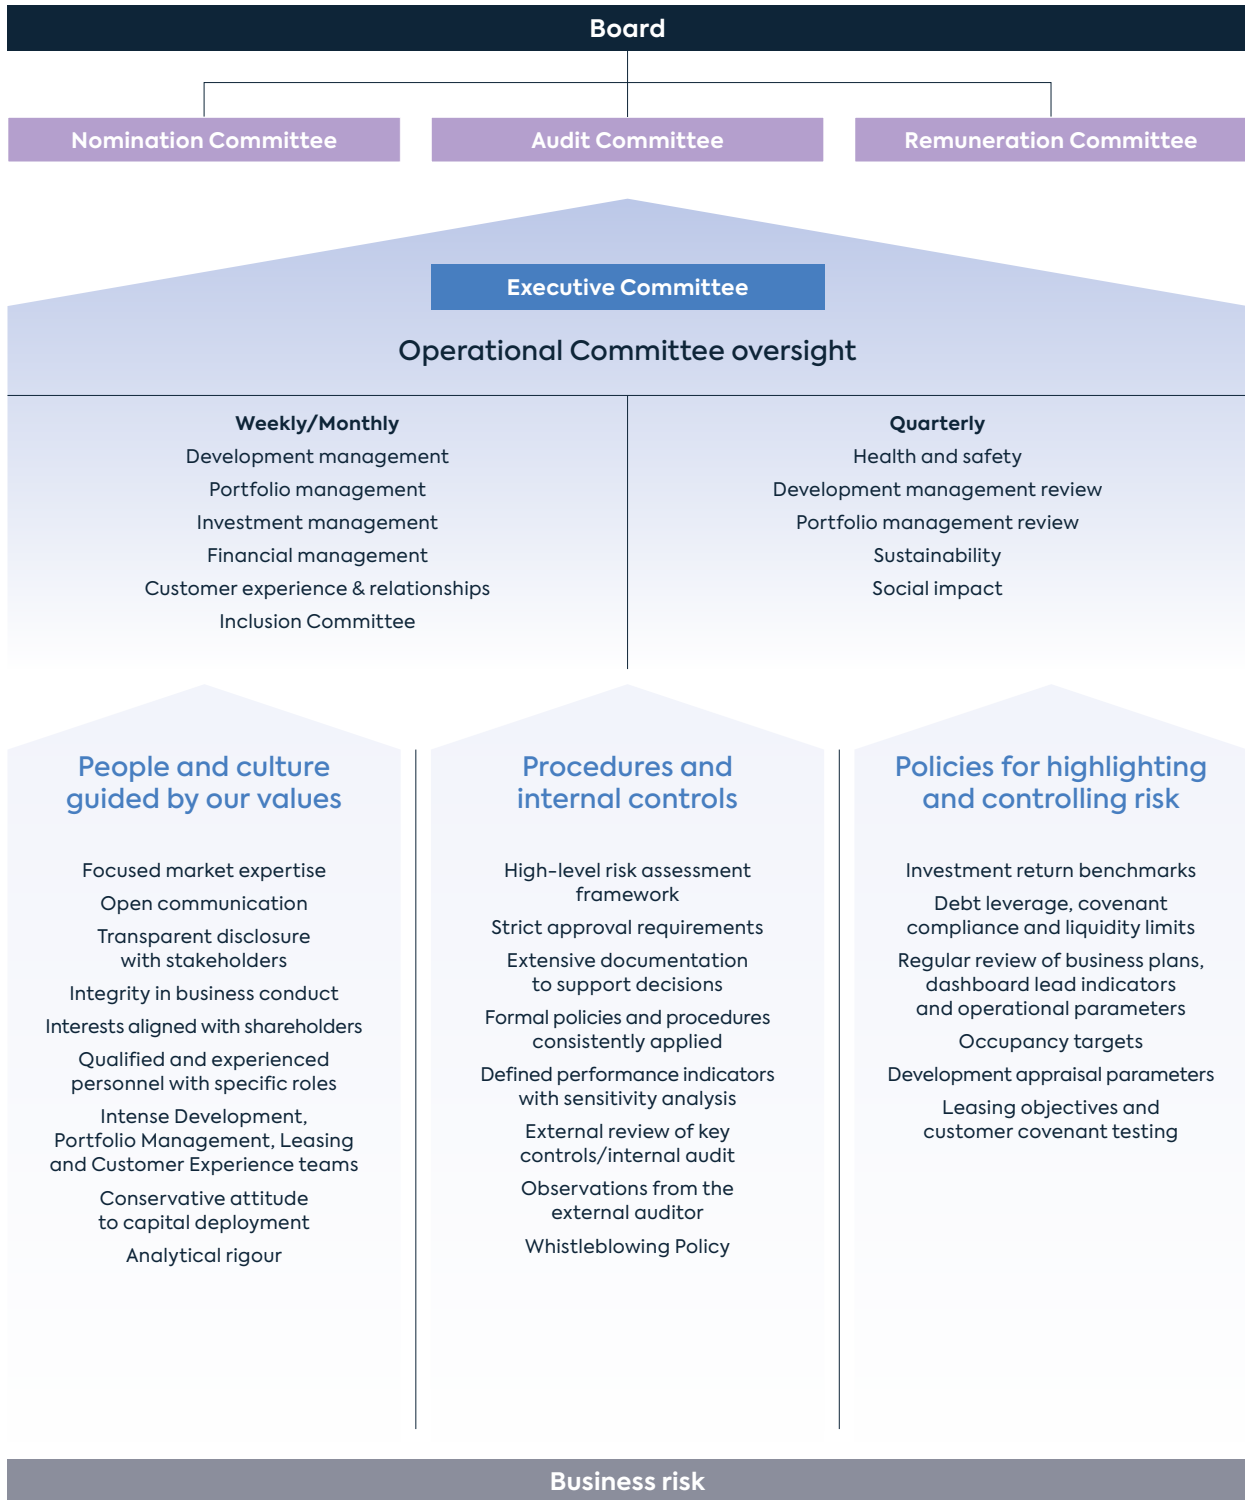 Board
Nomination Committee
Audit Committee
Remuneration Committee
Executive Committee
Operational Committee oversight
Weekly/Monthly
Development management
Portfolio management
Investment management
Financial management
Customer experience & relationships
Inclusion Committee
Quarterly
Health and safety
Development management review
Portfolio management review
Sustainability
Social impact
People and culture
guided by our values
Focused market expertise
Open communication
Transparent disclosure
with stakeholders
Integrity in business conduct
Interests aligned with shareholders
Qualified and experienced
personnel with specific roles
Intense Development,
Portfolio Management, Leasing
and Customer Experience teams
Conservative attitude
to capital deployment
Analytical rigour
Procedures and
internal controls
High-level risk assessment
framework
Strict approval requirements
Extensive documentation
to support decisions
Formal policies and procedures
consistently applied
Defined performance indicators
with sensitivity analysis
External review of key
controls/internal audit
Observations from the
external auditor
Whistleblowing Policy
Policies for highlighting
and controlling risk
Investment return benchmarks
Debt leverage, covenant
compliance and liquidity limits
Regular review of business plans,
dashboard lead indicators
and operational parameters
Occupancy targets
Development appraisal parameters
Leasing objectives and
customer covenant testing
Business risk